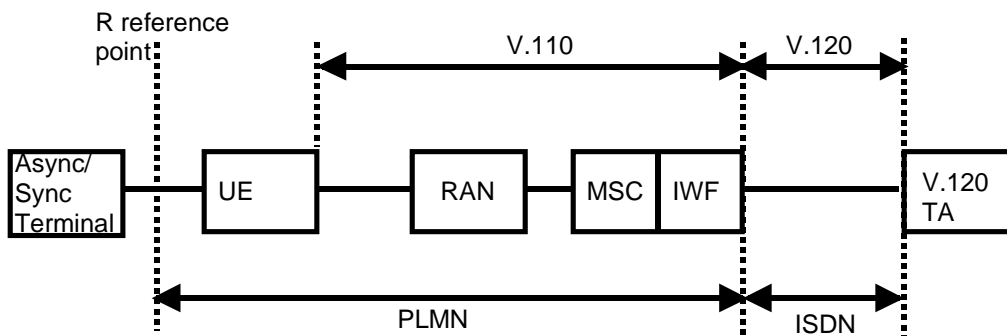 R reference
point
V.110
V.120
Async/
Sync
Terminal
UE
RAN
MSC
IWF
V.120
TA
PLMN
ISDN